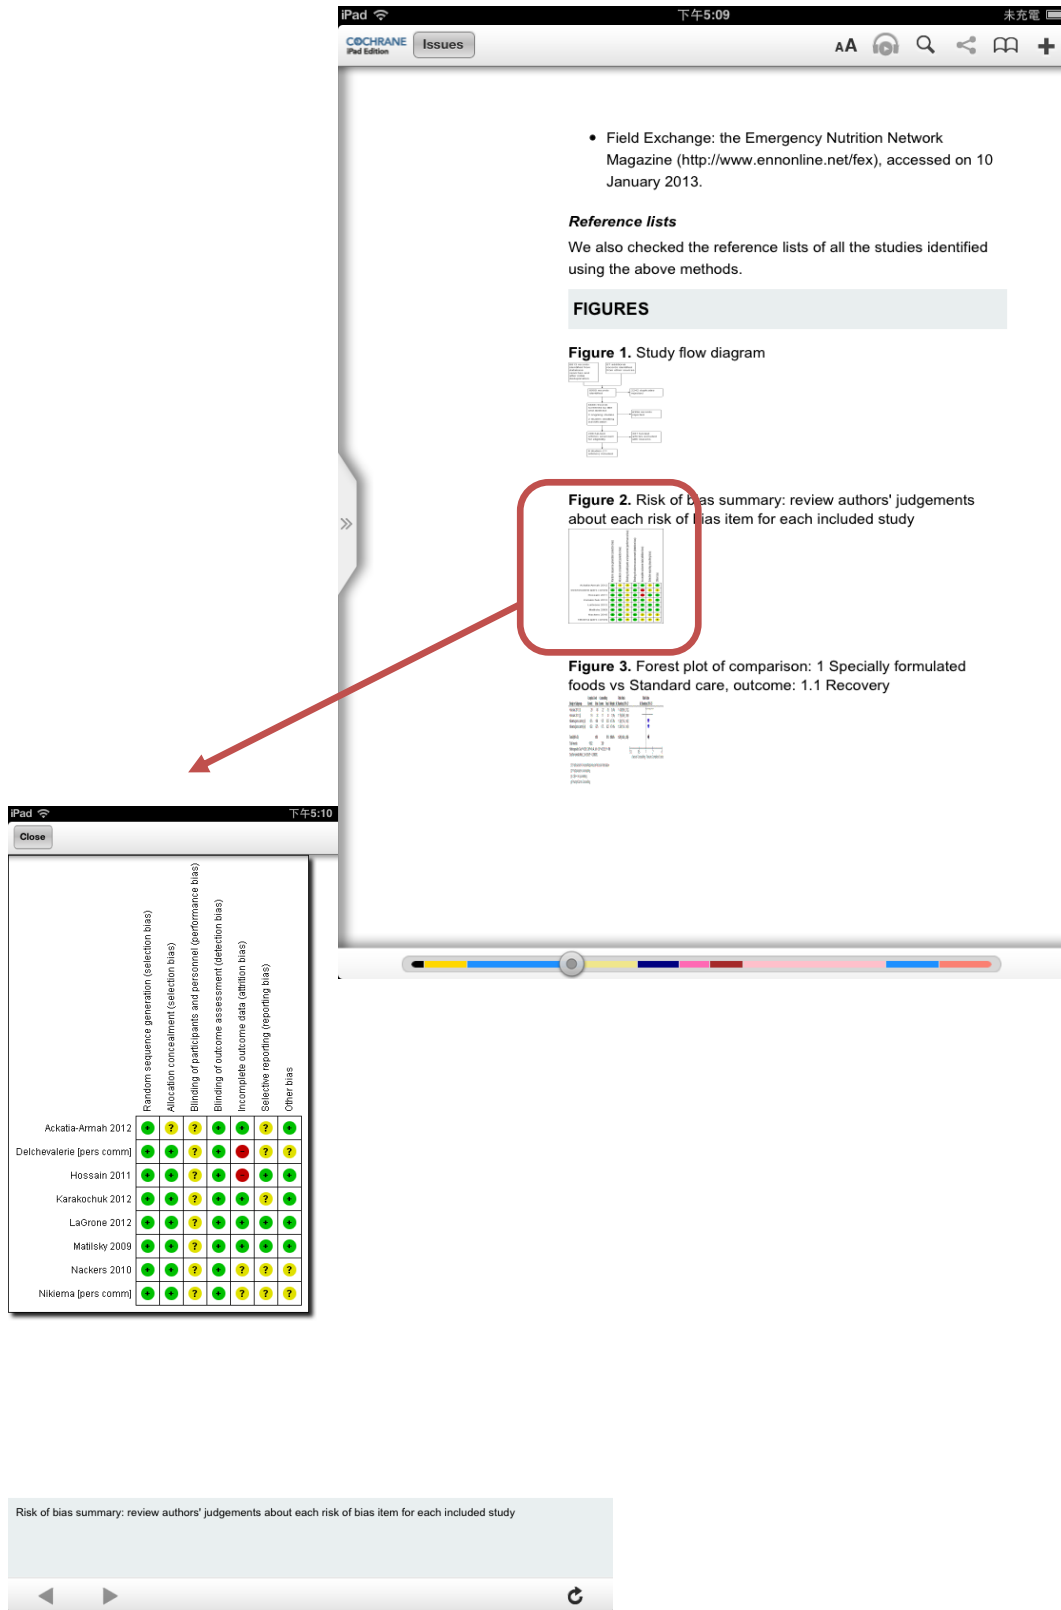 iPad 下午5:09 未充電
COCHRANE
iPad Edition
Issues
AA
• Field Exchange: the Emergency Nutrition Network
Magazine (http://www.ennonline.net/fex), accessed on 10
January 2013.
Reference lists
We also checked the reference lists of all the studies identified
using the above methods.
FIGURES
Figure 1. Study flow diagram
Figure 2. Risk of bias summary: review authors' judgements
about each risk of bias item for each included study
Figure 3. Forest plot of comparison: 1 Specially formulated
foods vs Standard care, outcome: 1.1 Recovery
iPad 下午5:10
Close
Random sequence generation (selection bias)
Allocation concealment (selection bias)
Blinding of participants and personnel (performance bias)
Blinding of outcome assessment (detection bias)
Incomplete outcome data (attrition bias)
Selective reporting (reporting bias)
Other bias
Ackatia-Armah 2012 + ? ? + + ? +
Delchevalerie [pers comm] + + ? + - ? ?
Hossain 2011 + + ? + - + +
Karakochuk 2012 + + ? + + ? +
LaGrone 2012 + + ? + + + +
Matilsky 2009 + + ? + + + +
Nackers 2010 + + ? + ? ? ?
Nikiema [pers comm] + + ? + ? ? ?
Risk of bias summary: review authors' judgements about each risk of bias item for each included study